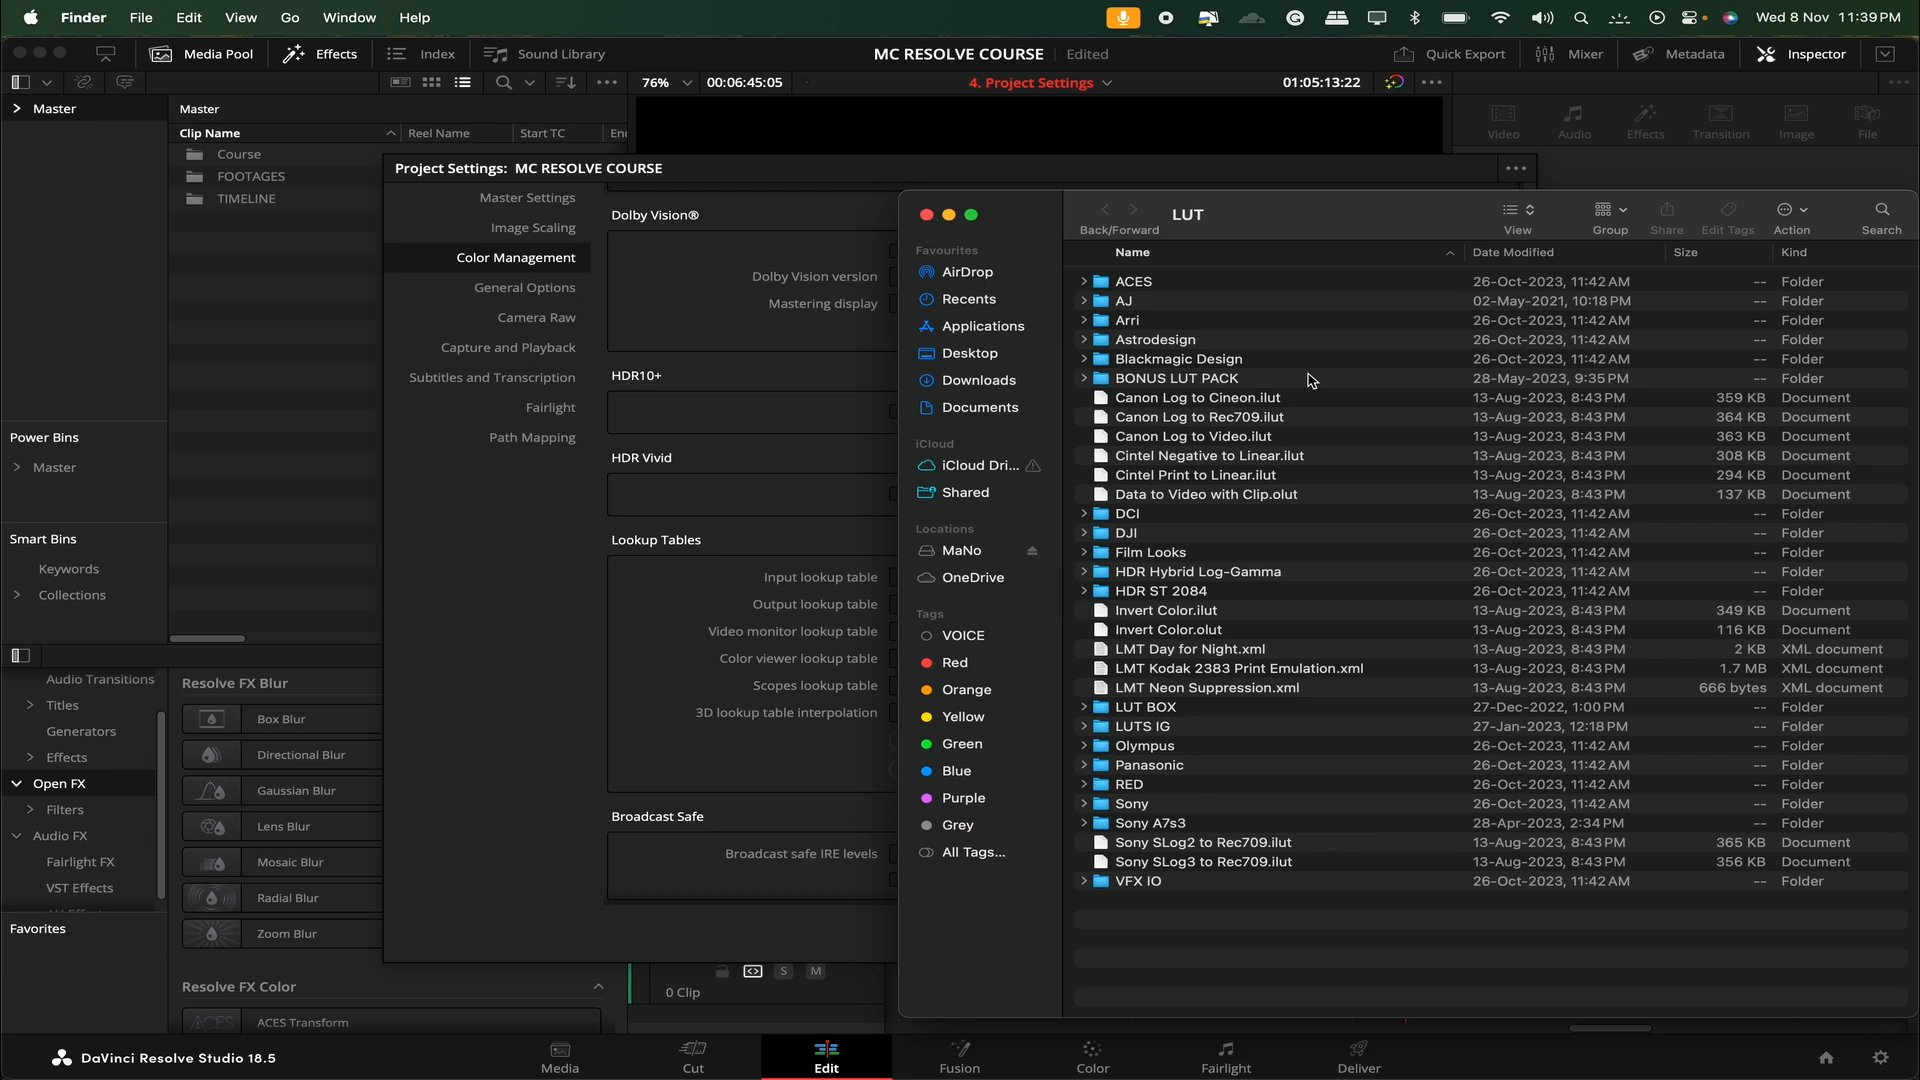 Finder File Edit View Go Window Help Wed 8 Nov 11:39 PM
Media Pool Effects Index Sound Library MC RESOLVE COURSE Edited Quick Export Mixer Metadata Inspector
76% 00:06:45:05 4. Project Settings 01:05:13:22
Master
Master
Clip Name Reel Name Start TC
Course
FOOTAGES
TIMELINE
Video Audio Effects Transition Image File
Power Bins
Master
Smart Bins
Keywords
Collections
Audio Transitions
Titles
Generators
Effects
Open FX
Filters
Audio FX
Fairlight FX
VST Effects
Favorites
Resolve FX Blur
Box Blur
Directional Blur
Gaussian Blur
Lens Blur
Mosaic Blur
Radial Blur
Zoom Blur
Resolve FX Color
ACES Transform
Project Settings: MC RESOLVE COURSE
Master Settings
Image Scaling
Color Management
General Options
Camera Raw
Capture and Playback
Subtitles and Transcription
Fairlight
Path Mapping
Dolby Vision®
Dolby Vision version
Mastering display
HDR10+
HDR Vivid
Lookup Tables
Input lookup table
Output lookup table
Video monitor lookup table
Color viewer lookup table
Scopes lookup table
3D lookup table interpolation
Broadcast Safe
Broadcast safe IRE levels
S M
0 Clip
Favourites
AirDrop
Recents
Applications
Desktop
Downloads
Documents
iCloud
iCloud Dri...
Shared
Locations
MaNo
OneDrive
Tags
VOICE
Red
Orange
Yellow
Green
Blue
Purple
Grey
All Tags...
LUT
Back/Forward View Group Share Edit Tags Action Search
Name Date Modified Size Kind
ACES 26-Oct-2023, 11:42 AM -- Folder
AJ 02-May-2021, 10:18 PM -- Folder
Arri 26-Oct-2023, 11:42 AM -- Folder
Astrodesign 26-Oct-2023, 11:42 AM -- Folder
Blackmagic Design 26-Oct-2023, 11:42 AM -- Folder
BONUS LUT PACK 28-May-2023, 9:35 PM -- Folder
Canon Log to Cineon.ilut 13-Aug-2023, 8:43 PM 359 KB Document
Canon Log to Rec709.ilut 13-Aug-2023, 8:43 PM 364 KB Document
Canon Log to Video.ilut 13-Aug-2023, 8:43 PM 363 KB Document
Cintel Negative to Linear.ilut 13-Aug-2023, 8:43 PM 308 KB Document
Cintel Print to Linear.ilut 13-Aug-2023, 8:43 PM 294 KB Document
Data to Video with Clip.olut 13-Aug-2023, 8:43 PM 137 KB Document
DCI 26-Oct-2023, 11:42 AM -- Folder
DJI 26-Oct-2023, 11:42 AM -- Folder
Film Looks 26-Oct-2023, 11:42 AM -- Folder
HDR Hybrid Log-Gamma 26-Oct-2023, 11:42 AM -- Folder
HDR ST 2084 26-Oct-2023, 11:42 AM -- Folder
Invert Color.ilut 13-Aug-2023, 8:43 PM 349 KB Document
Invert Color.olut 13-Aug-2023, 8:43 PM 116 KB Document
LMT Day for Night.xml 13-Aug-2023, 8:43 PM 2 KB XML document
LMT Kodak 2383 Print Emulation.xml 13-Aug-2023, 8:43 PM 1.7 MB XML document
LMT Neon Suppression.xml 13-Aug-2023, 8:43 PM 666 bytes XML document
LUT BOX 27-Dec-2022, 1:00 PM -- Folder
LUTS IG 27-Jan-2023, 12:18 PM -- Folder
Olympus 26-Oct-2023, 11:42 AM -- Folder
Panasonic 26-Oct-2023, 11:42 AM -- Folder
RED 26-Oct-2023, 11:42 AM -- Folder
Sony 26-Oct-2023, 11:42 AM -- Folder
Sony A7s3 28-Apr-2023, 2:34 PM -- Folder
Sony SLog2 to Rec709.ilut 13-Aug-2023, 8:43 PM 365 KB Document
Sony SLog3 to Rec709.ilut 13-Aug-2023, 8:43 PM 356 KB Document
VFX IO 26-Oct-2023, 11:42 AM -- Folder
DaVinci Resolve Studio 18.5 Media Cut Edit Fusion Color Fairlight Deliver